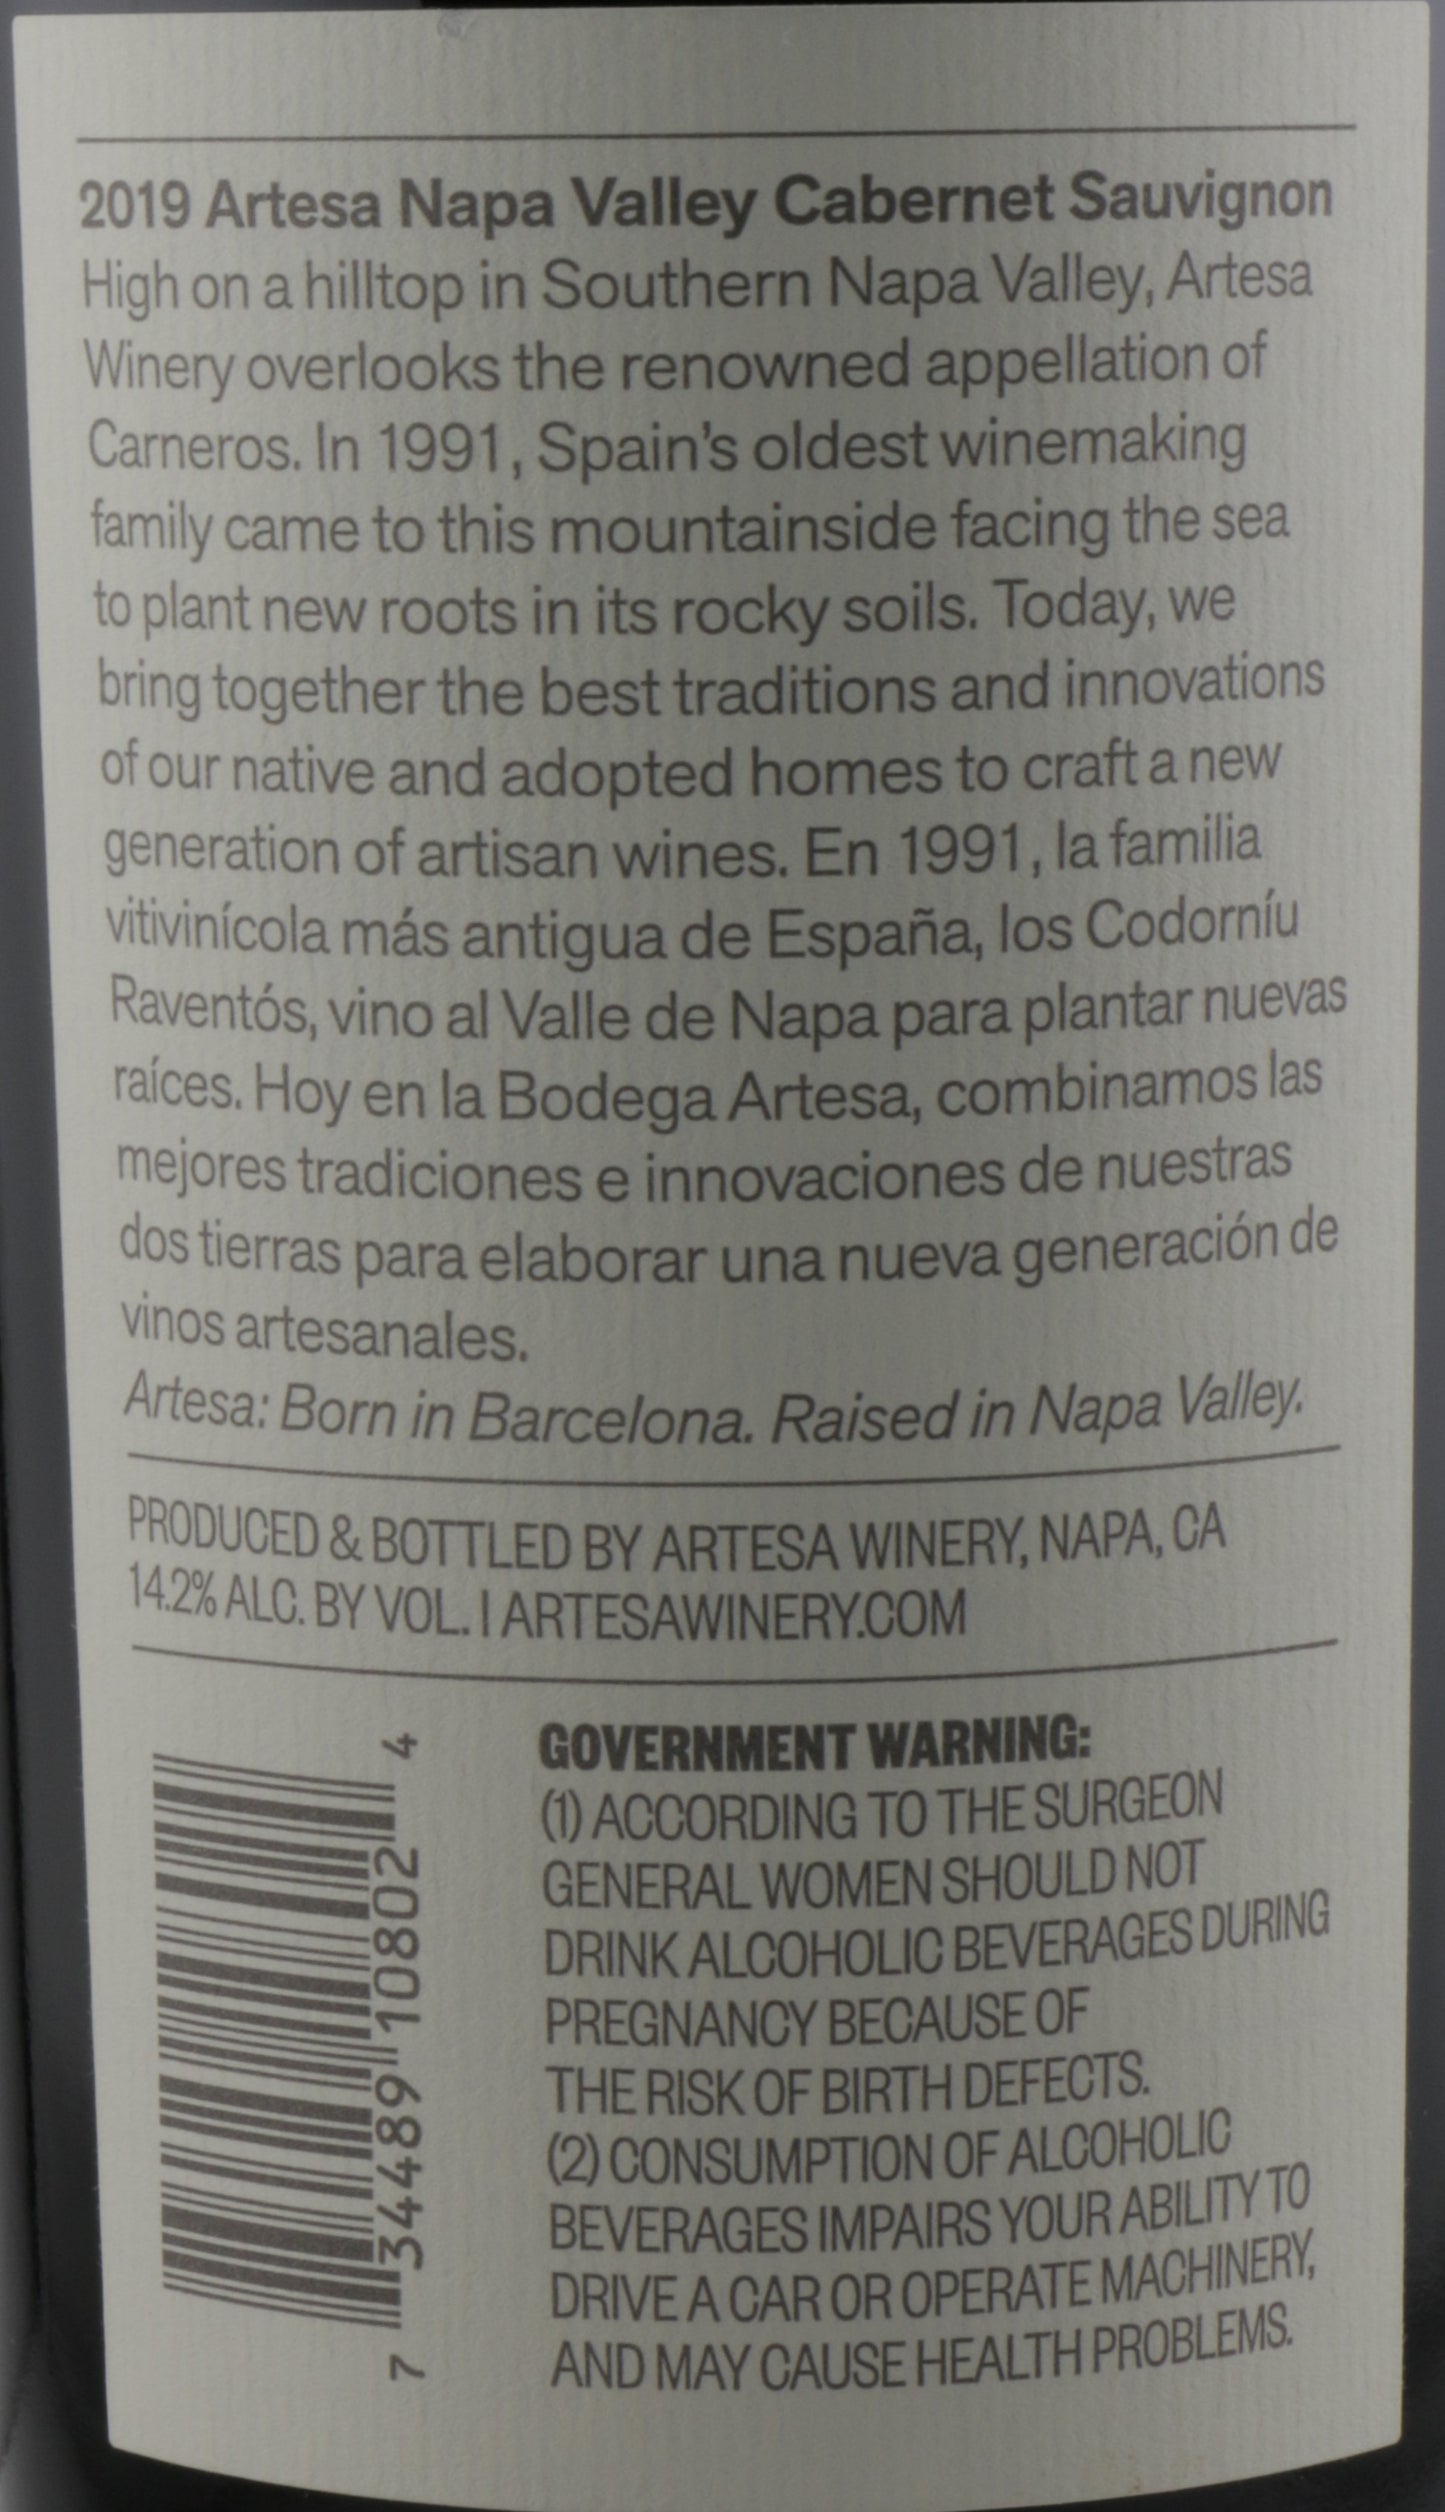 2019 Artesa Napa Valley Cabernet Sauvignon
High on a hilltop in Southern Napa Valley, Artesa
Winery overlooks the renowned appellation of
Carneros. In 1991, Spain's oldest winemaking
family came to this mountainside facing the sea
to plant new roots in its rocky soils. Today, we
bring together the best traditions and innovations
of our native and adopted homes to craft a new
generation of artisan wines. En 1991, la familia
vitivinícola más antigua de España, los Codorníu
Raventós, vino al Valle de Napa para plantar nuevas
raíces. Hoy en la Bodega Artesa, combinamos las
mejores tradiciones e innovaciones de nuestras
dos tierras para elaborar una nueva generación de
vinos artesanales.
Artesa: Born in Barcelona. Raised in Napa Valley.
PRODUCED & BOTTLED BY ARTESA WINERY, NAPA, CA
14.2% ALC. BY VOL. | ARTESAWINERY.COM
7 34489 10802 4
GOVERNMENT WARNING:
(1) ACCORDING TO THE SURGEON
GENERAL WOMEN SHOULD NOT
DRINK ALCOHOLIC BEVERAGES DURING
PREGNANCY BECAUSE OF
THE RISK OF BIRTH DEFECTS.
(2) CONSUMPTION OF ALCOHOLIC
BEVERAGES IMPAIRS YOUR ABILITY TO
DRIVE A CAR OR OPERATE MACHINERY,
AND MAY CAUSE HEALTH PROBLEMS.